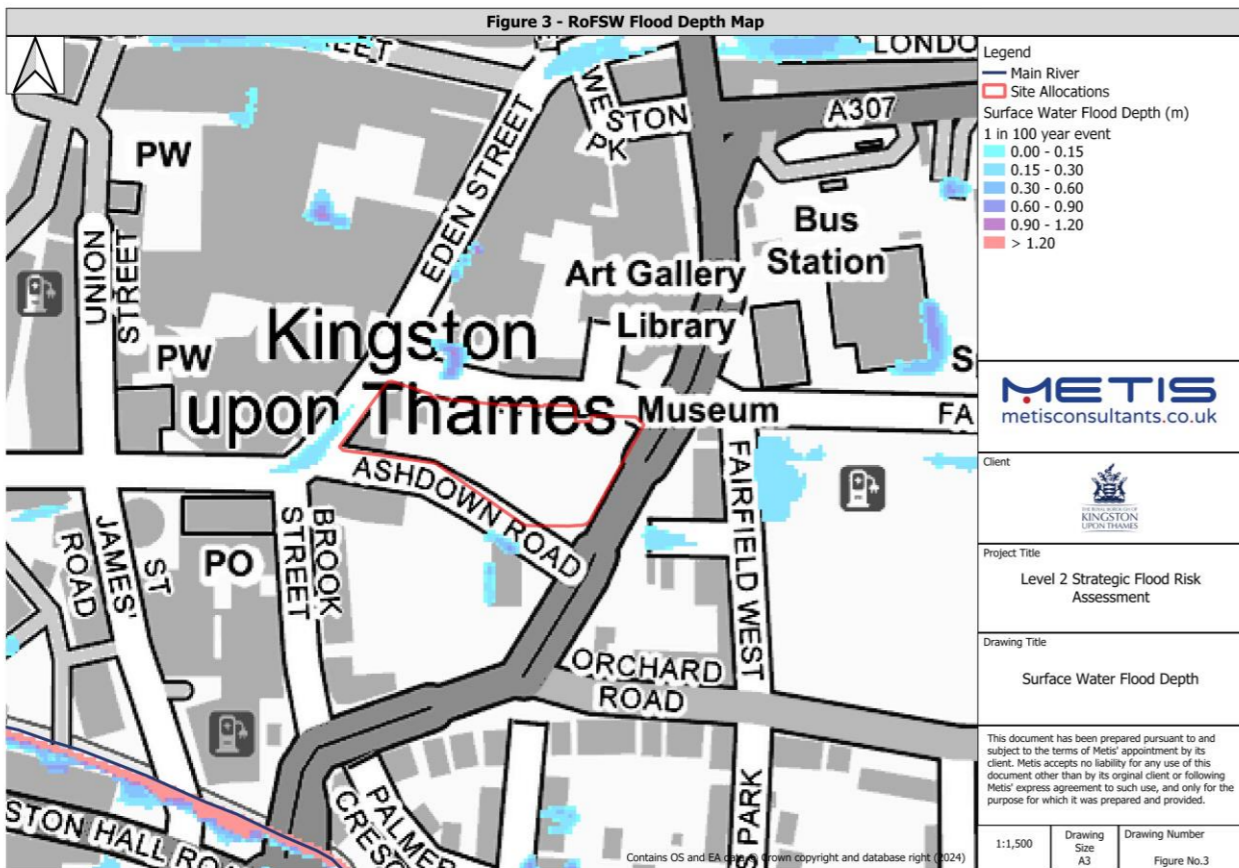 Figure 3 - RoFSW Flood Depth Map
EET
LONDO
WESTON
PK
A307
PW
EDEN STREET
Bus
Station
UNION
STREET
Art Gallery
Library
Kingston
upon Thames
PW
S
Museum
FA
ASHDOWN ROAD
FAIRFIELD WEST
BROOK
STREET
ST
JAMES'
ROAD
PO
ORCHARD
ROAD
PALMER
CRESC
S PARK
STON HALL RO
Contains OS and EA data © Crown copyright and database right (2024)
Legend
Main River
Site Allocations
Surface Water Flood Depth (m)
1 in 100 year event
0.00 - 0.15
0.15 - 0.30
0.30 - 0.60
0.60 - 0.90
0.90 - 1.20
> 1.20
METIS
metisconsultants.co.uk
Client
THE ROYAL BOROUGH OF
KINGSTON
UPON THAMES
Project Title
Level 2 Strategic Flood Risk
Assessment
Drawing Title
Surface Water Flood Depth
This document has been prepared pursuant to and
subject to the terms of Metis' appointment by its
client. Metis accepts no liability for any use of this
document other than by its orginal client or following
Metis' express agreement to such use, and only for the
purpose for which it was prepared and provided.
1:1,500
Drawing
Size
A3
Drawing Number
Figure No.3